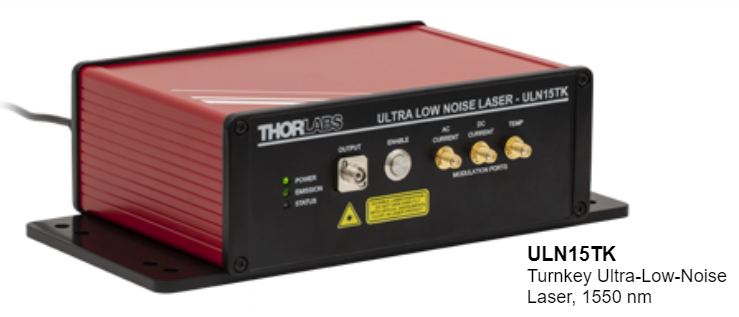 THORLABS
ULTRA LOW NOISE LASER - ULN15TK
OUTPUT
ENABLE
AC
CURRENT
DC
CURRENT
TEMP
MODULATION PORTS
POWER
EMISSION
STATUS
ULN15TK
Turnkey Ultra-Low-Noise
Laser, 1550 nm